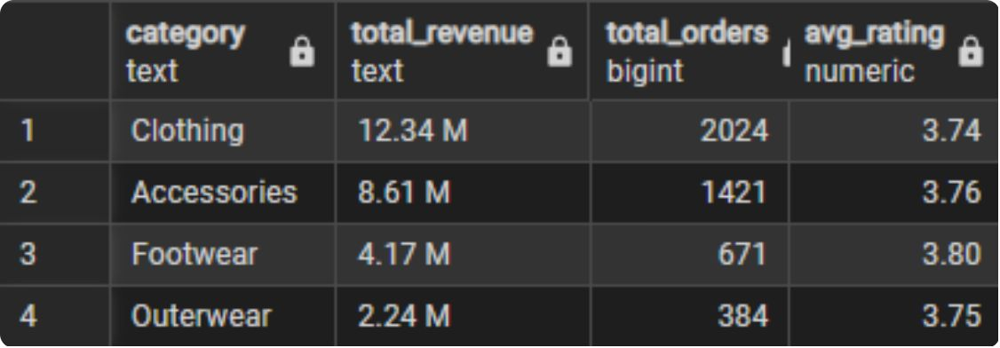 category total_revenue total_orders avg_rating
text text bigint numeric
1 Clothing 12.34 M 2024 3.74
2 Accessories 8.61 M 1421 3.76
3 Footwear 4.17 M 671 3.80
4 Outerwear 2.24 M 384 3.75